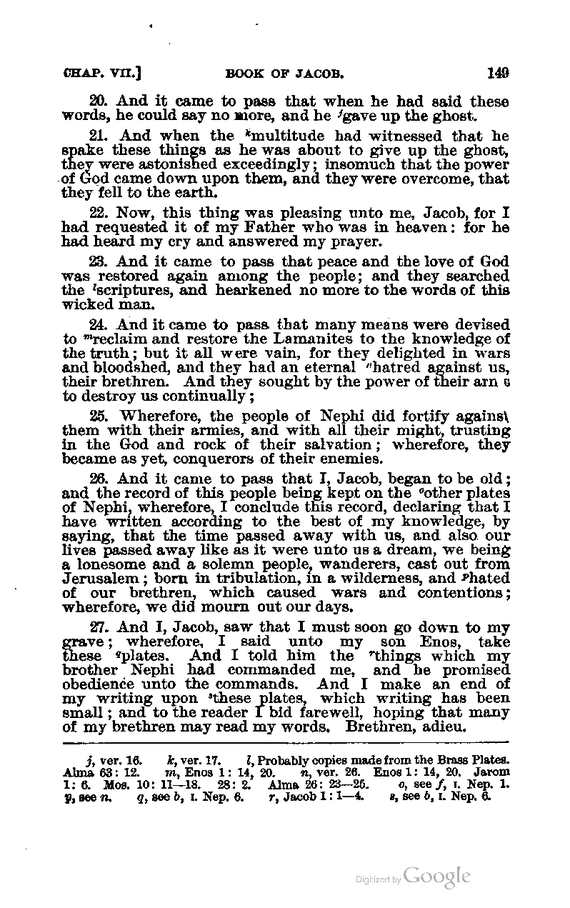 CHAP. VII.] BOOK OF JACOB. 149
20. And it came to pass that when he had said these
words, he could say no more, and he ʲgave up the ghost.
21. And when the ᵏmultitude had witnessed that he
spake these things as he was about to give up the ghost,
they were astonished exceedingly; insomuch that the power
of God came down upon them, and they were overcome, that
they fell to the earth.
22. Now, this thing was pleasing unto me, Jacob, for I
had requested it of my Father who was in heaven: for he
had heard my cry and answered my prayer.
23. And it came to pass that peace and the love of God
was restored again among the people; and they searched
the ˡscriptures, and hearkened no more to the words of this
wicked man.
24. And it came to pass that many means were devised
to ᵐreclaim and restore the Lamanites to the knowledge of
the truth; but it all were vain, for they delighted in wars
and bloodshed, and they had an eternal ⁿhatred against us,
their brethren. And they sought by the power of their arn s
to destroy us continually;
25. Wherefore, the people of Nephi did fortify against
them with their armies, and with all their might, trusting
in the God and rock of their salvation; wherefore, they
became as yet, conquerors of their enemies.
26. And it came to pass that I, Jacob, began to be old;
and the record of this people being kept on the ᵒother plates
of Nephi, wherefore, I conclude this record, declaring that I
have written according to the best of my knowledge, by
saying, that the time passed away with us, and also our
lives passed away like as it were unto us a dream, we being
a lonesome and a solemn people, wanderers, cast out from
Jerusalem; born in tribulation, in a wilderness, and ᵖhated
of our brethren, which caused wars and contentions;
wherefore, we did mourn out our days.
27. And I, Jacob, saw that I must soon go down to my
grave; wherefore, I said unto my son Enos, take
these ᑫplates. And I told him the ʳthings which my
brother Nephi had commanded me, and he promised
obedience unto the commands. And I make an end of
my writing upon ˢthese plates, which writing has been
small; and to the reader I bid farewell, hoping that many
of my brethren may read my words. Brethren, adieu.
j, ver. 16. k, ver. 17. l, Probably copies made from the Brass Plates.
Alma 63: 12. m, Enos 1: 14, 20. n, ver. 26. Enos 1: 14, 20. Jarom
1: 6. Mos. 10: 11—18. 28: 2. Alma 26: 23—25. o, see f, I. Nep. 1.
p, see n. q, see b, I. Nep. 6. r, Jacob 1: 1—4. s, see b, I. Nep. 6.
Digitized by Google